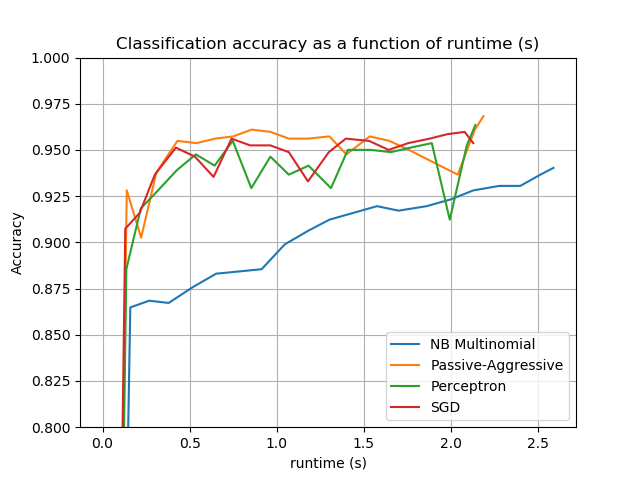 Classification accuracy as a function of runtime (s)
1.000
0.975
0.950
0.925
0.900
0.875
0.850
0.825
0.800
Accuracy
NB Multinomial
Passive-Aggressive
Perceptron
SGD
0.0 0.5 1.0 1.5 2.0 2.5
runtime (s)